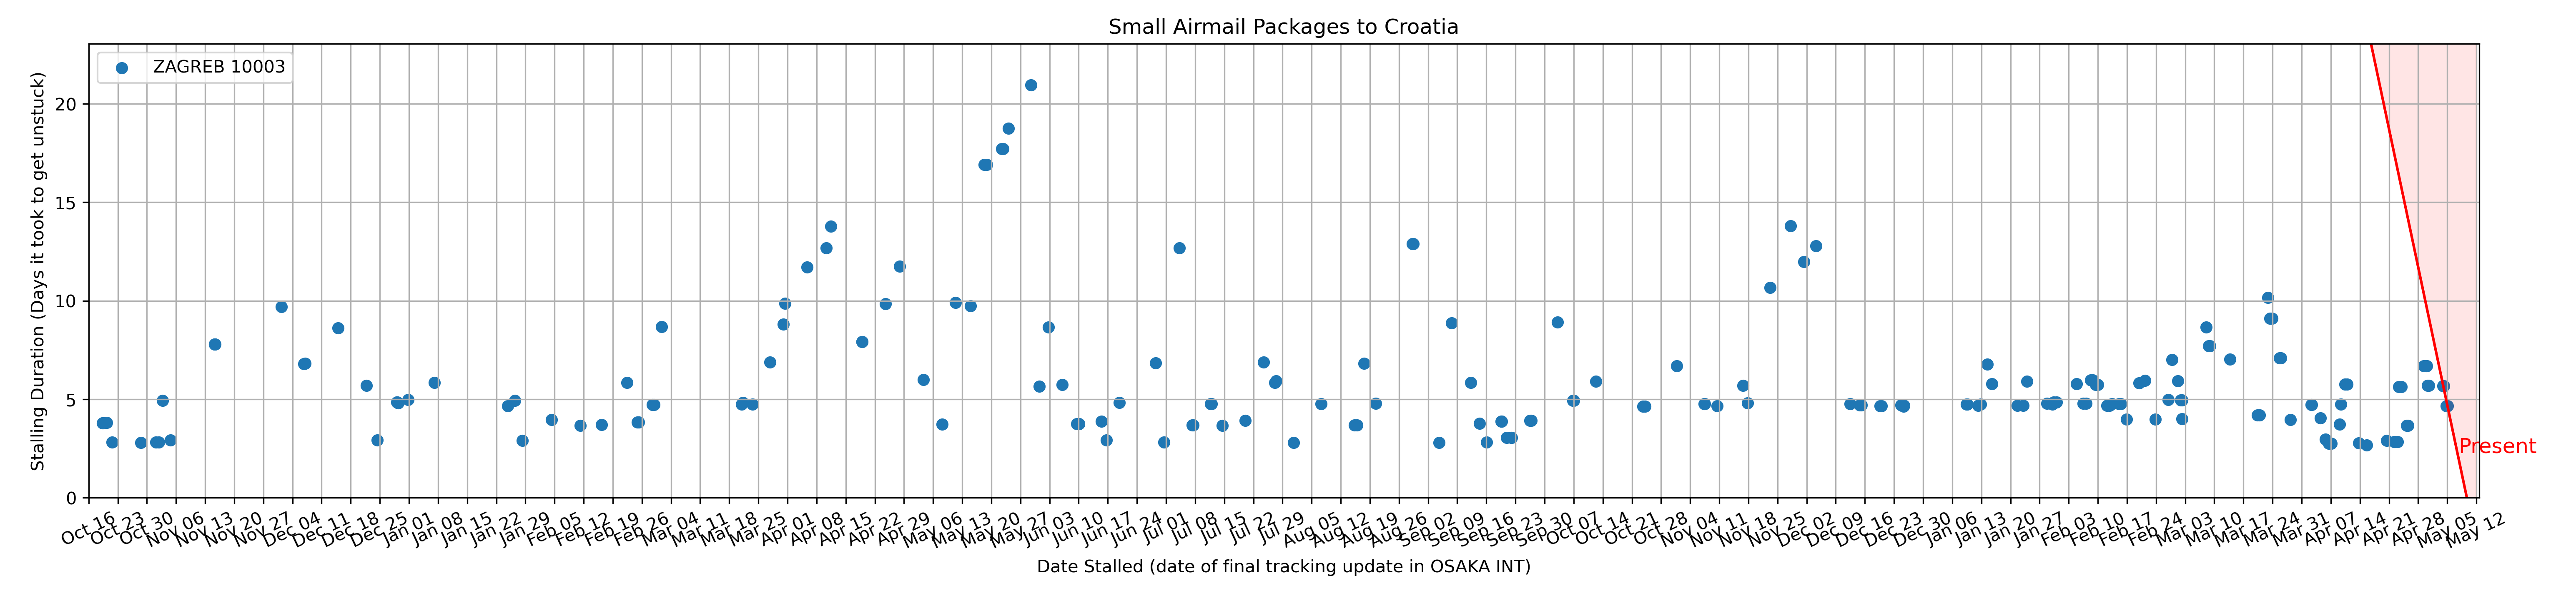 Small Airmail Packages to Croatia
ZAGREB 10003
Stalling Duration (Days it took to get unstuck)
20
15
10
5
0
Present
Oct 16
Oct 23
Oct 30
Nov 06
Nov 13
Nov 20
Nov 27
Dec 04
Dec 11
Dec 18
Dec 25
Jan 01
Jan 08
Jan 15
Jan 22
Jan 29
Feb 05
Feb 12
Feb 19
Feb 26
Mar 04
Mar 11
Mar 18
Mar 25
Apr 01
Apr 08
Apr 15
Apr 22
Apr 29
May 06
May 13
May 20
May 27
Jun 03
Jun 10
Jun 17
Jun 24
Jul 01
Jul 08
Jul 15
Jul 22
Jul 29
Aug 05
Aug 12
Aug 19
Aug 26
Sep 02
Sep 09
Sep 16
Sep 23
Sep 30
Oct 07
Oct 14
Oct 21
Oct 28
Nov 04
Nov 11
Nov 18
Nov 25
Dec 02
Dec 09
Dec 16
Dec 23
Dec 30
Jan 06
Jan 13
Jan 20
Jan 27
Feb 03
Feb 10
Feb 17
Feb 24
Mar 03
Mar 10
Mar 17
Mar 24
Mar 31
Apr 07
Apr 14
Apr 21
Apr 28
May 05
May 12
Date Stalled (date of final tracking update in OSAKA INT)